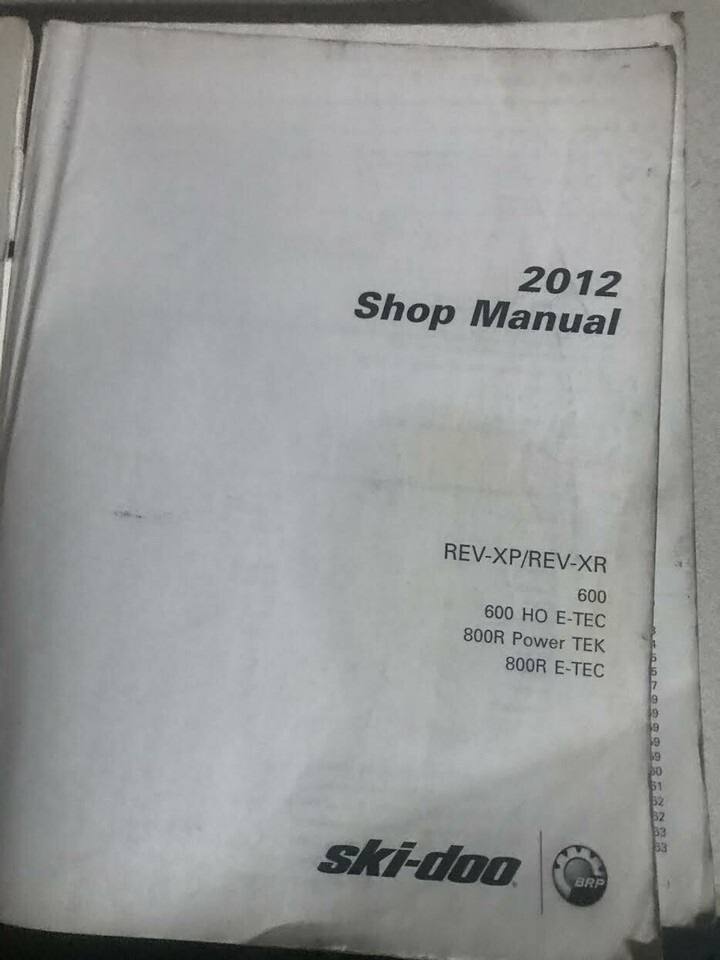 2012
Shop Manual
REV-XP/REV-XR
600
600 HO E-TEC
800R Power TEK
800R E-TEC
ski-doo
BRP